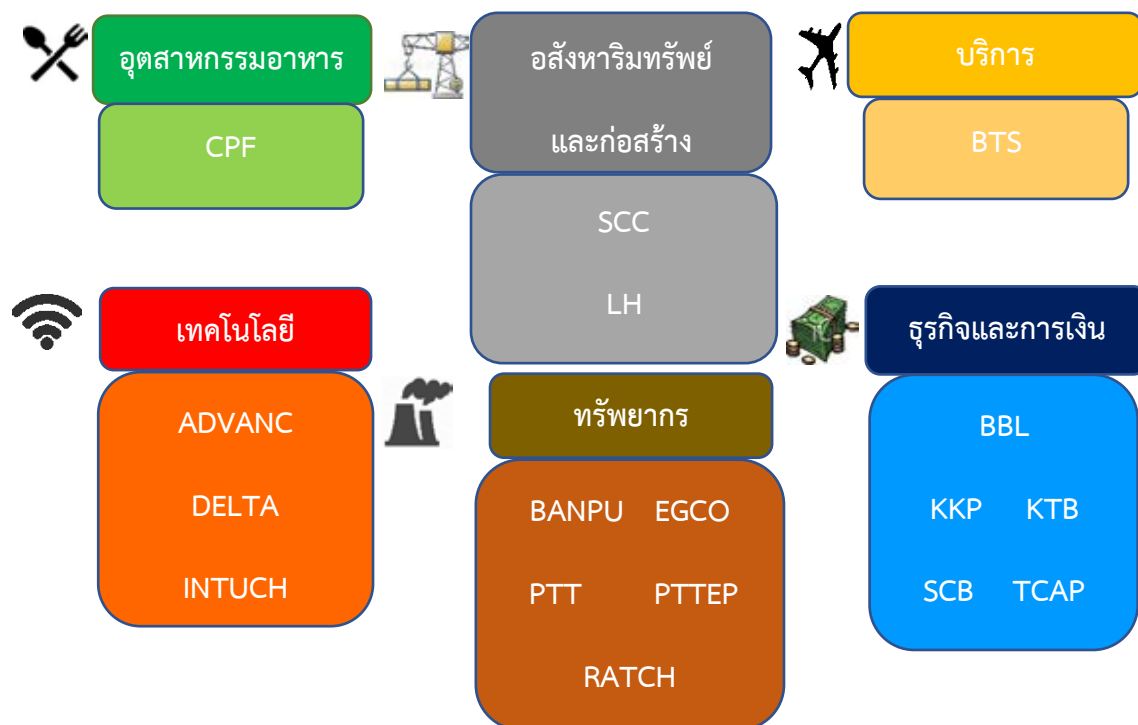 อุตสาหกรรมอาหาร
CPF
อสังหาริมทรัพย์
และก่อสร้าง
SCC
LH
บริการ
BTS
เทคโนโลยี
ADVANC
DELTA
INTUCH
ทรัพยากร
BANPU EGCO
PTT PTTEP
RATCH
ธุรกิจและการเงิน
BBL
KKP KTB
SCB TCAP